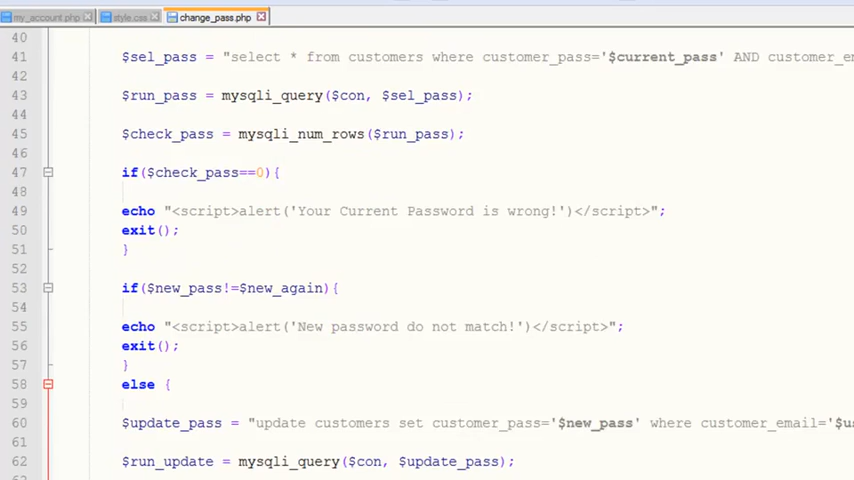 my_account.php style.css change_pass.php
40
41 $sel_pass = "select * from customers where customer_pass='$current_pass' AND customer_em
42
43 $run_pass = mysqli_query($con, $sel_pass);
44
45 $check_pass = mysqli_num_rows($run_pass);
46
47 if($check_pass==0){
48
49 echo "<script>alert('Your Current Password is wrong!')</script>";
50 exit();
51 }
52
53 if($new_pass!=$new_again){
54
55 echo "<script>alert('New password do not match!')</script>";
56 exit();
57 }
58 else {
59
60 $update_pass = "update customers set customer_pass='$new_pass' where customer_email='$us
61
62 $run_update = mysqli_query($con, $update_pass);